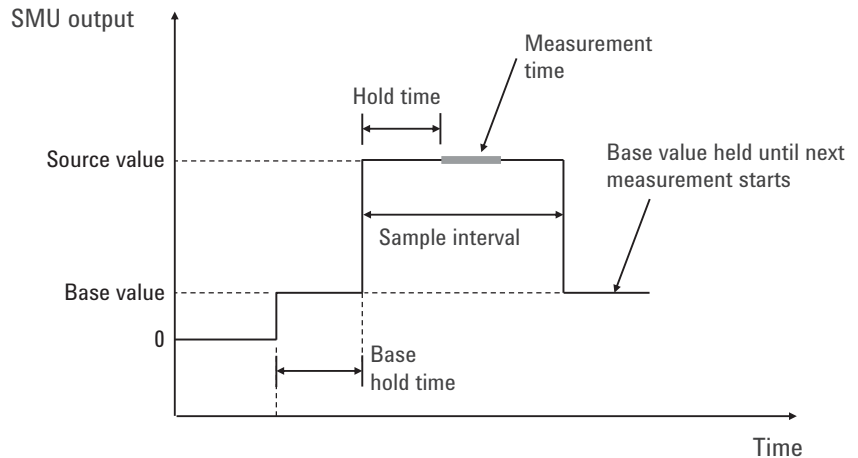 SMU output
Measurement
time
Hold time
Source value
Base value held until next
measurement starts
Sample interval
Base value
0
Base
hold time
Time